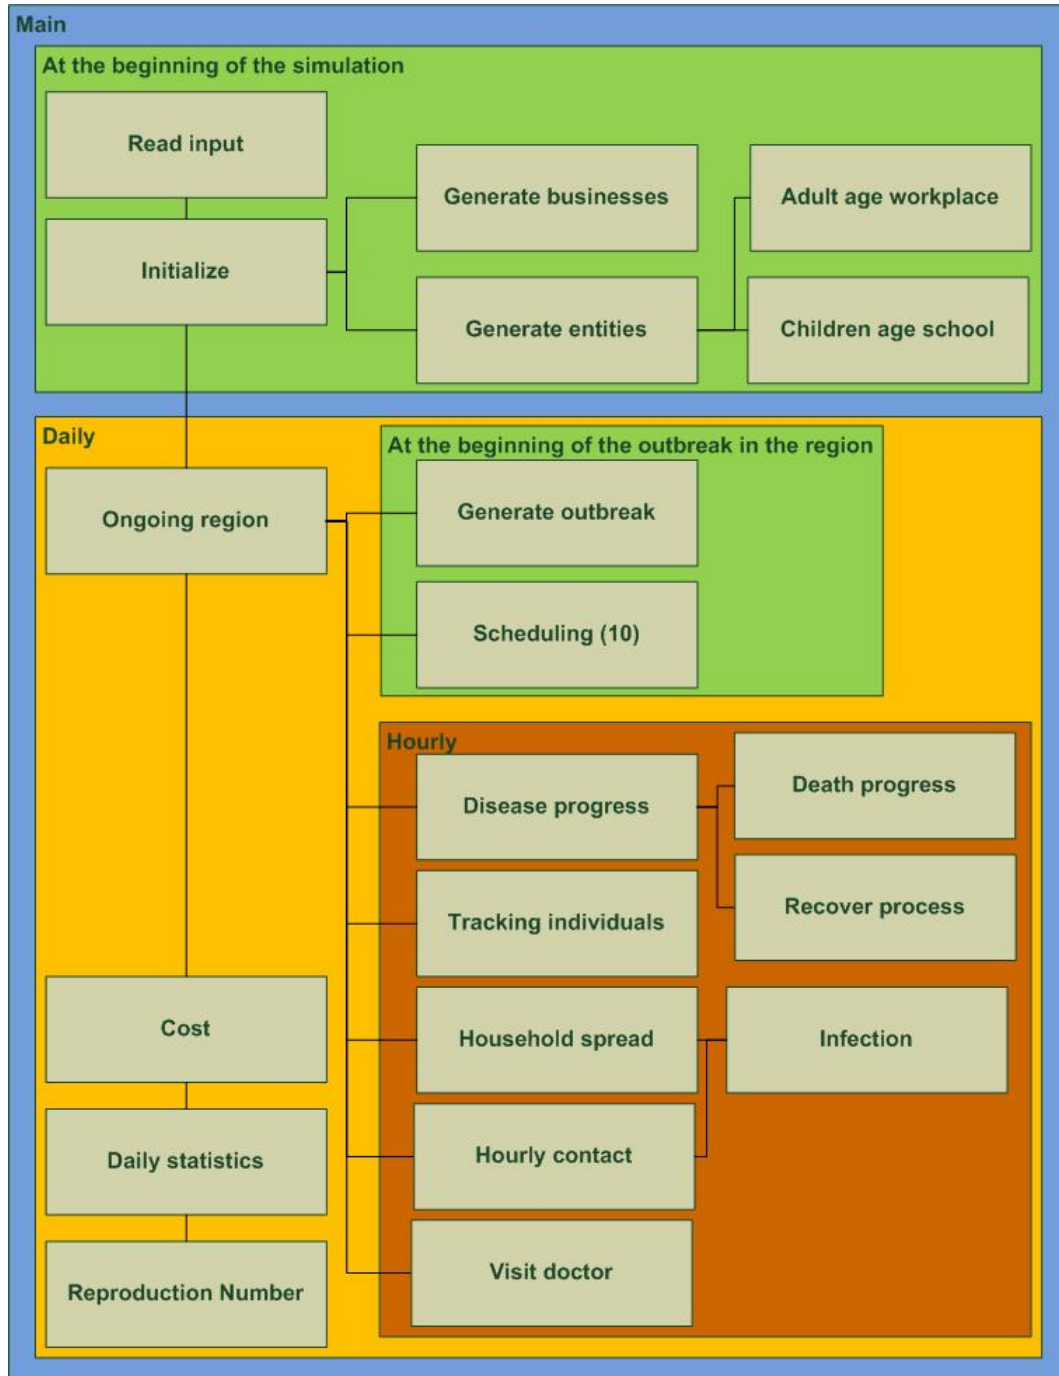 Main
At the beginning of the simulation
Read input
Generate businesses
Adult age workplace
Initialize
Generate entities
Children age school
Daily
At the beginning of the outbreak in the region
Ongoing region
Generate outbreak
Scheduling (10)
Hourly
Disease progress
Death progress
Recover process
Tracking individuals
Cost
Household spread
Infection
Daily statistics
Hourly contact
Reproduction Number
Visit doctor